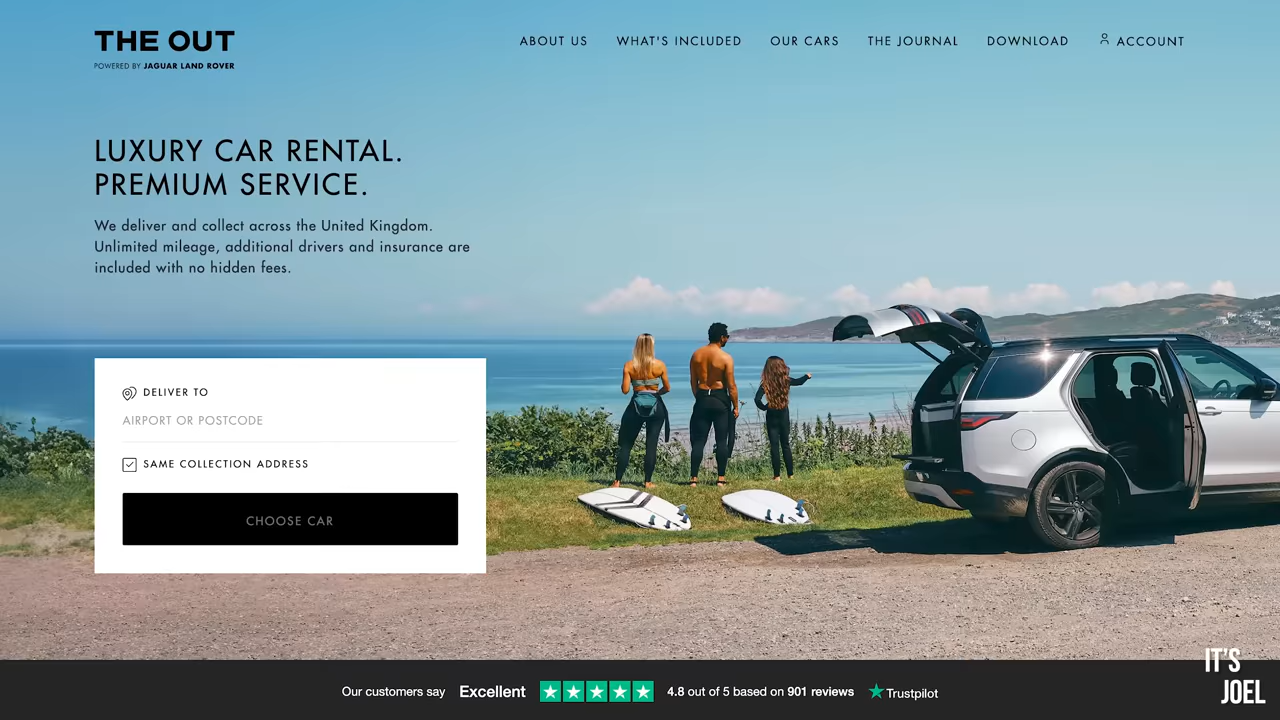 THE OUT
POWERED BY JAGUAR LAND ROVER
ABOUT US
WHAT'S INCLUDED
OUR CARS
THE JOURNAL
DOWNLOAD
ACCOUNT
LUXURY CAR RENTAL.
PREMIUM SERVICE.
We deliver and collect across the United Kingdom.
Unlimited mileage, additional drivers and insurance are
included with no hidden fees.
DELIVER TO
AIRPORT OR POSTCODE
SAME COLLECTION ADDRESS
CHOOSE CAR
Our customers say Excellent 4.8 out of 5 based on 901 reviews Trustpilot
IT'S
JOEL